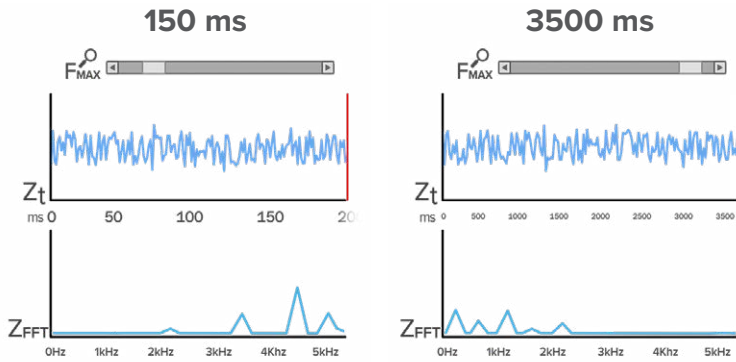 150 ms
3500 ms
FMAX
FMAX
Zt
ms 0 50 100 150 20
Zt
ms 0 500 1000 1500 2000 2500 3000 3500
ZFFT
0Hz 1kHz 2kHz 3kHz 4Khz 5kHz
ZFFT
0Hz 1kHz 2kHz 3kHz 4Khz 5kHz